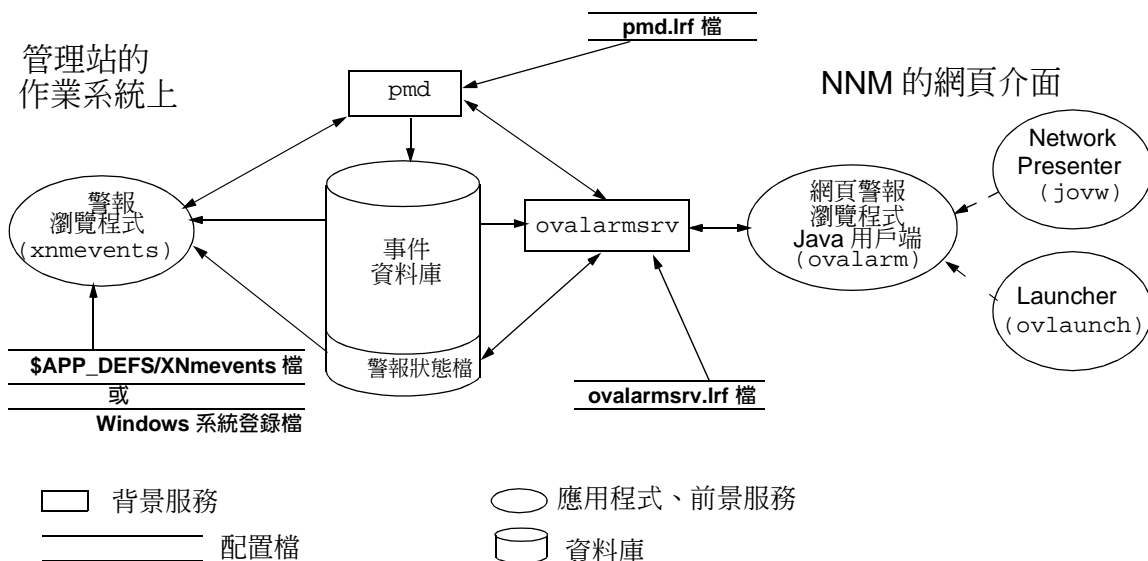 pmd.lrf 檔
管理站的
作業系統上
NNM 的網頁介面
pmd
Network
Presenter
(jovw)
警報
瀏覽程式
(xnmevents)
事件
資料庫
ovalarmsrv
網頁警報
瀏覽程式
Java 用戶端
(ovalarm)
Launcher
(ovlaunch)
警報狀態檔
$APP_DEFS/XNmevents 檔
或
Windows 系統登錄檔
ovalarmsrv.lrf 檔
背景服務
應用程式、前景服務
配置檔
資料庫